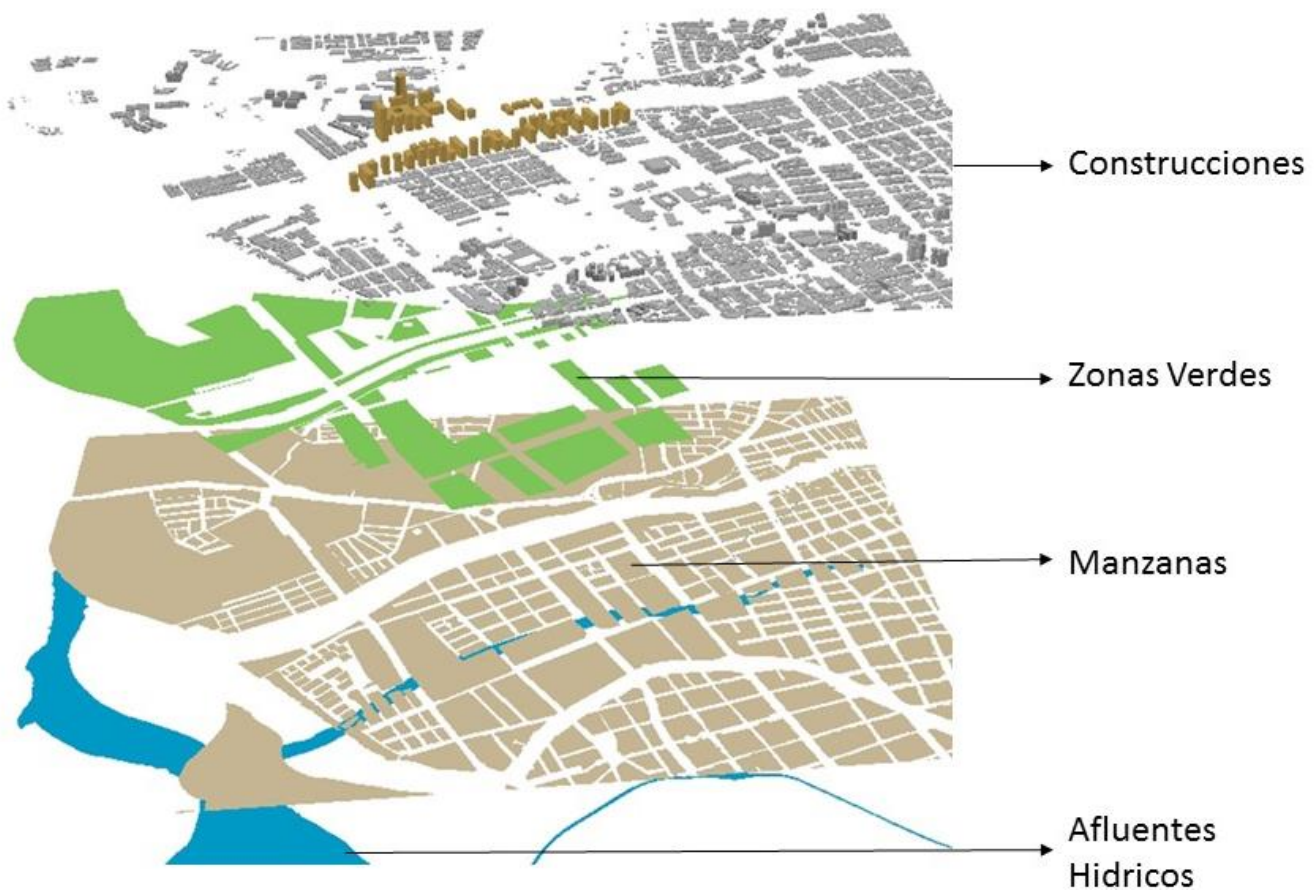 Construcciones
Zonas Verdes
Manzanas
Afluentes
Hidricos